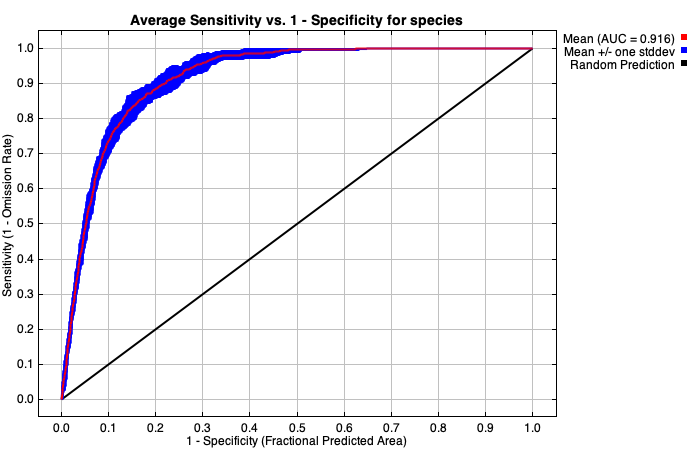 Average Sensitivity vs. 1 - Specificity for species
Mean (AUC = 0.916)
Mean +/- one stddev
Random Prediction
Sensitivity (1 - Omission Rate)
1.0
0.9
0.8
0.7
0.6
0.5
0.4
0.3
0.2
0.1
0.0
0.0 0.1 0.2 0.3 0.4 0.5 0.6 0.7 0.8 0.9 1.0
1 - Specificity (Fractional Predicted Area)